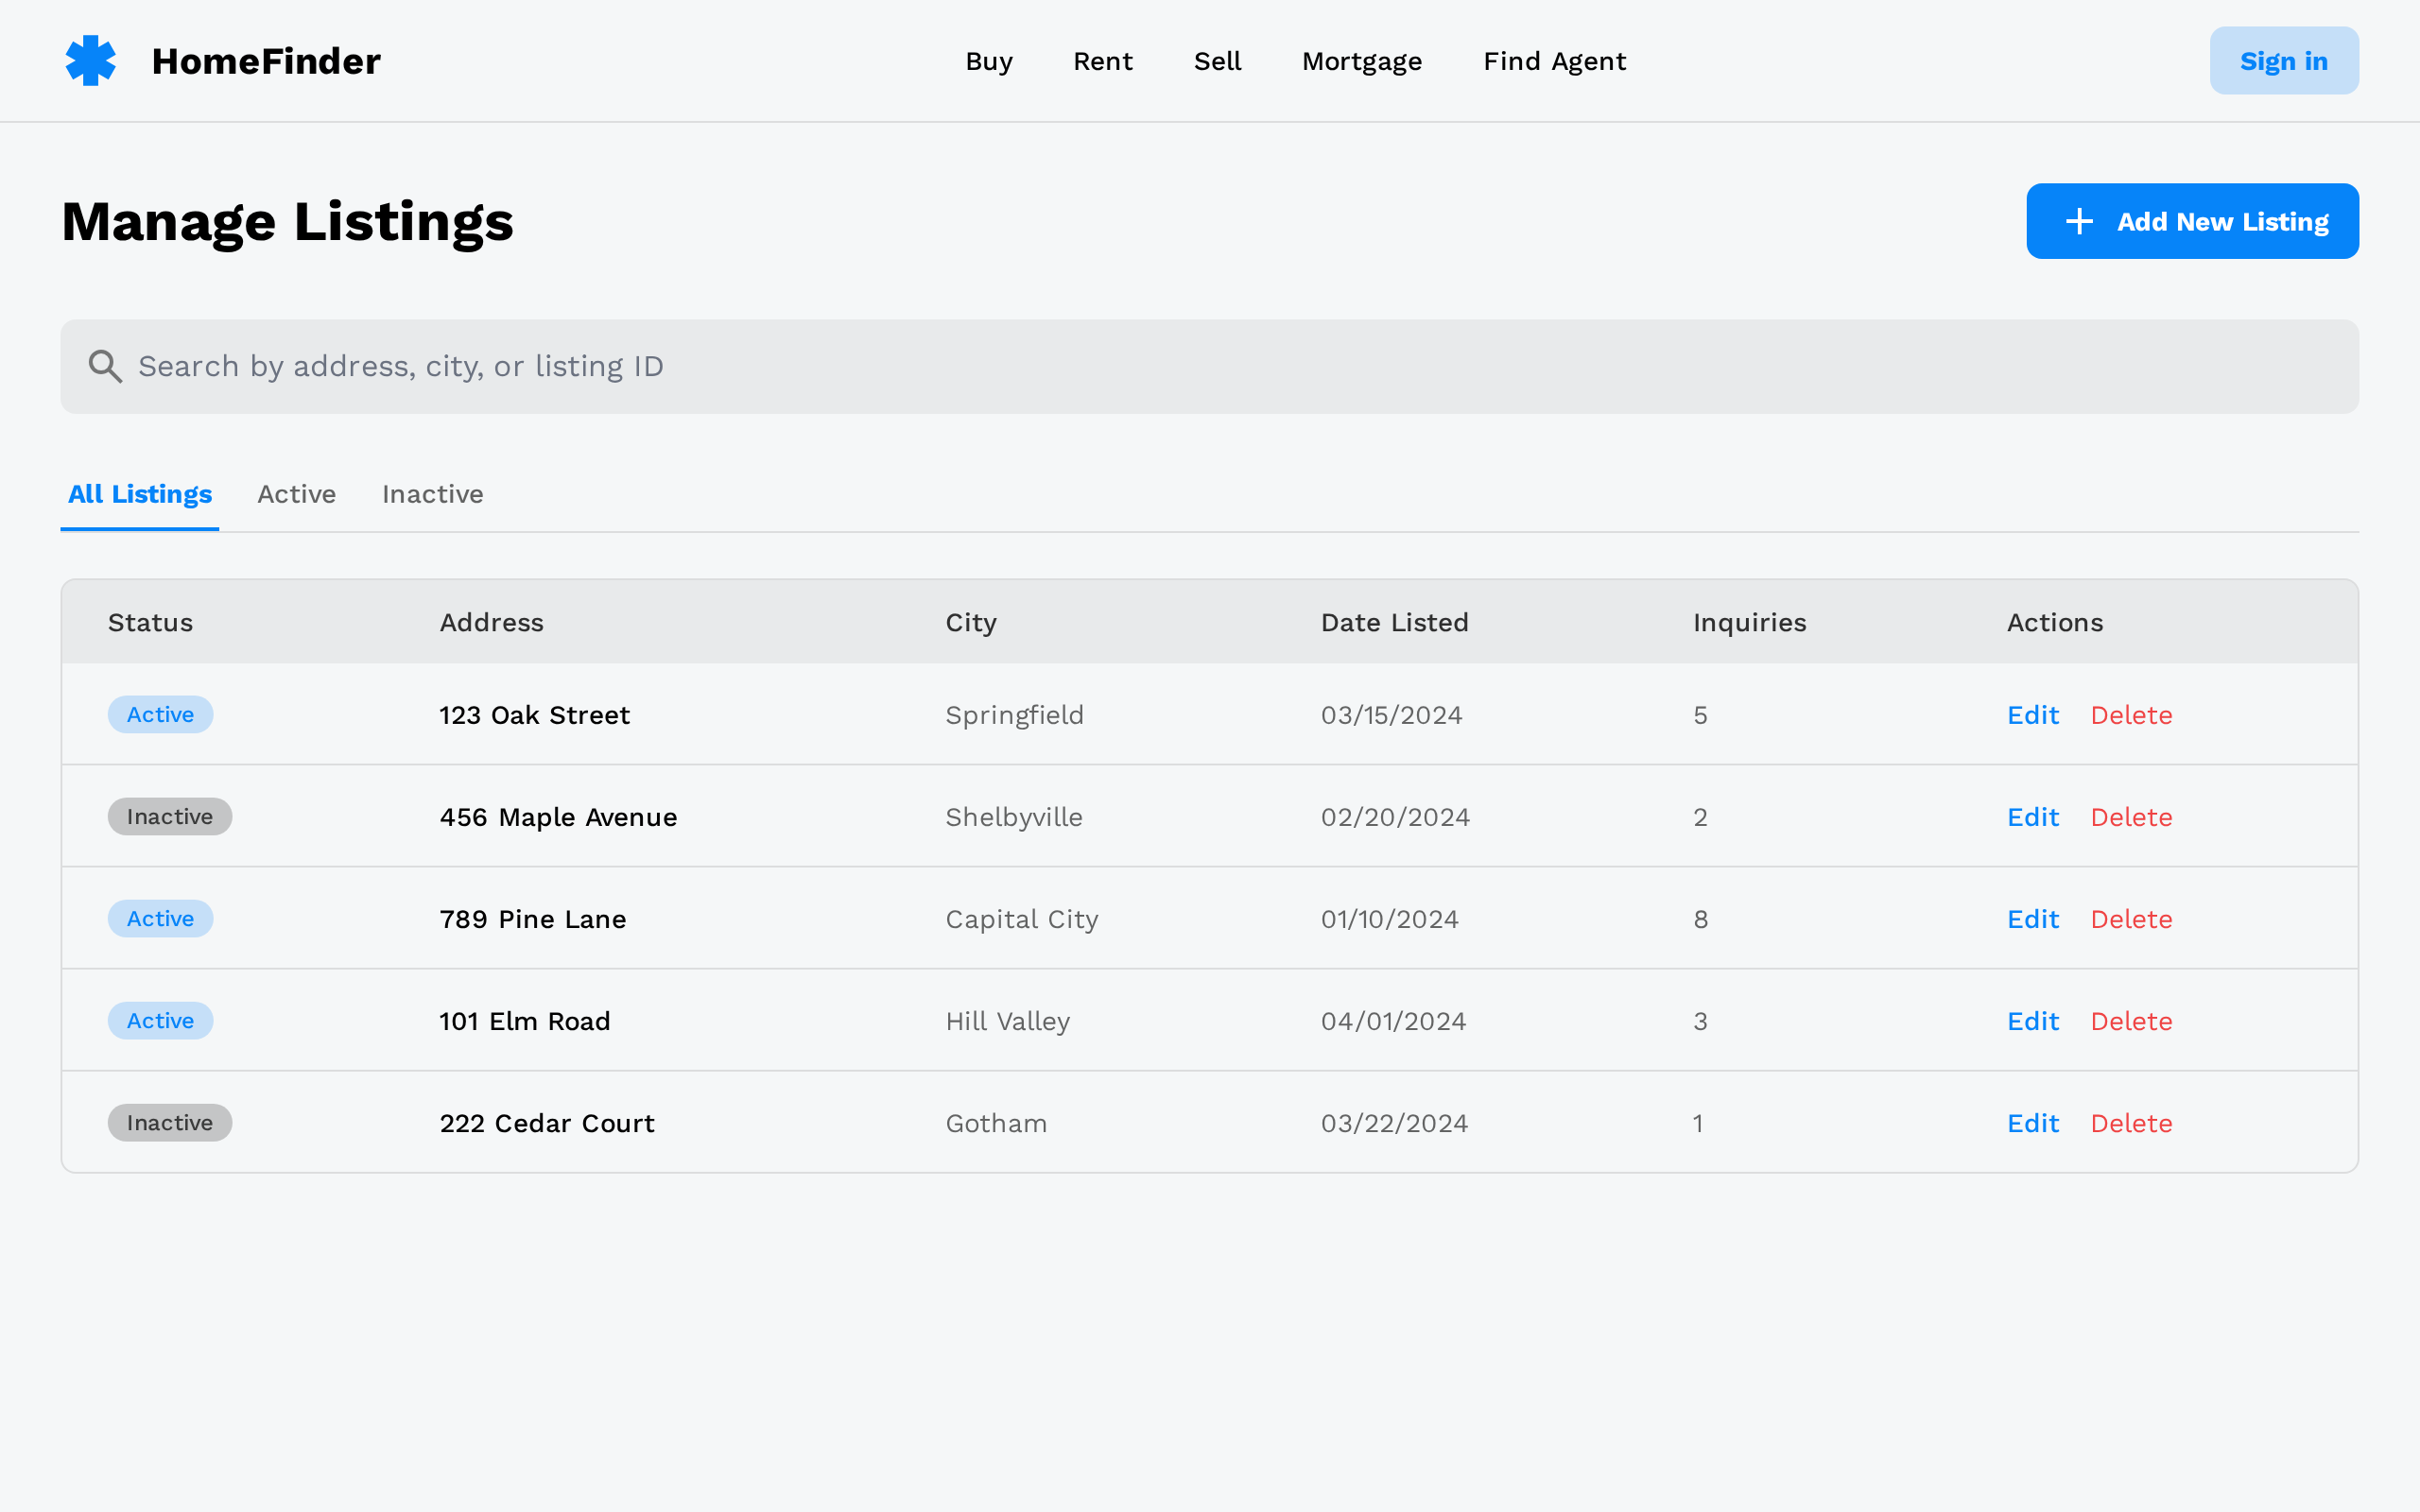 HomeFinder Buy Rent Sell Mortgage Find Agent Sign in
Manage Listings Add New Listing
Search by address, city, or listing ID
All Listings Active Inactive
Status Address City Date Listed Inquiries Actions
Active 123 Oak Street Springfield 03/15/2024 5 Edit Delete
Inactive 456 Maple Avenue Shelbyville 02/20/2024 2 Edit Delete
Active 789 Pine Lane Capital City 01/10/2024 8 Edit Delete
Active 101 Elm Road Hill Valley 04/01/2024 3 Edit Delete
Inactive 222 Cedar Court Gotham 03/22/2024 1 Edit Delete